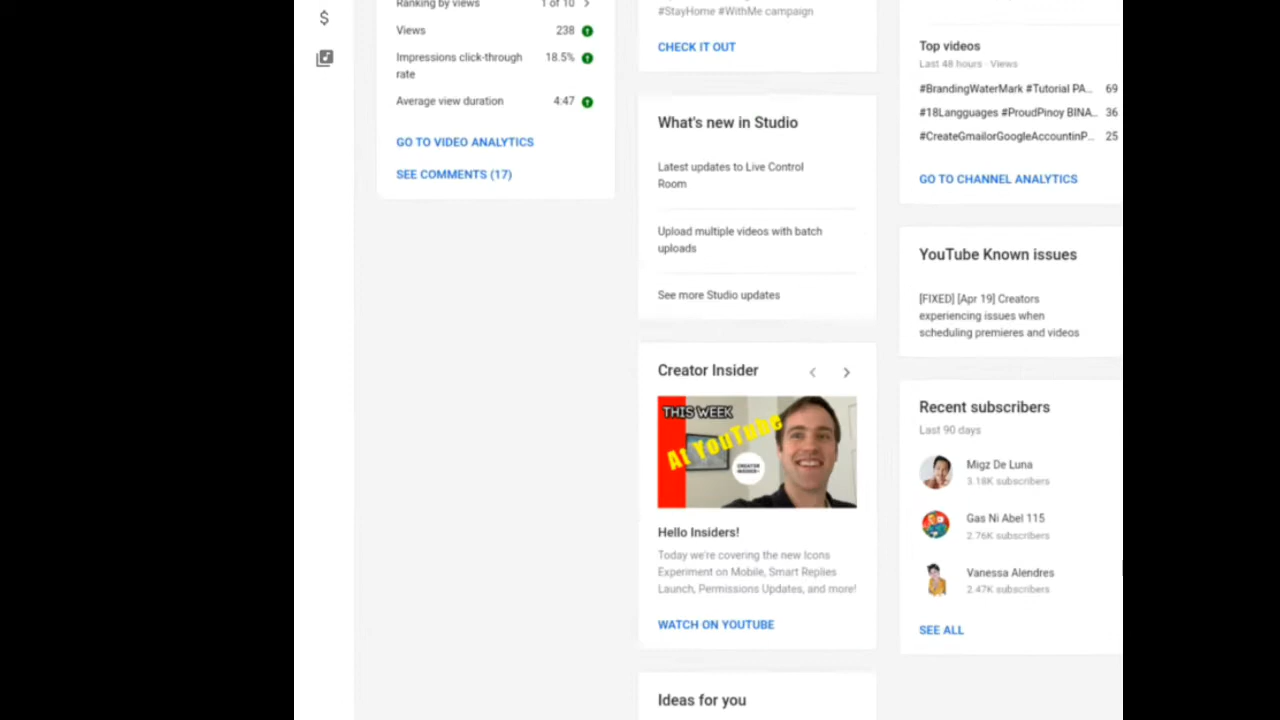 Ranking by views 1 of 10
Views 238
Impressions click-through 18.5%
rate
Average view duration 4:47
GO TO VIDEO ANALYTICS
SEE COMMENTS (17)
#StayHome #WithMe campaign
CHECK IT OUT
What's new in Studio
Latest updates to Live Control
Room
Upload multiple videos with batch
uploads
See more Studio updates
Creator Insider
THIS WEEK
At YouTube
CREATOR
INSIDER
Hello Insiders!
Today we're covering the new Icons
Experiment on Mobile, Smart Replies
Launch, Permissions Updates, and more!
WATCH ON YOUTUBE
Ideas for you
Top videos
Last 48 hours · Views
#BrandingWaterMark #Tutorial PA... 69
#18Langguages #ProudPinoy BINA... 36
#CreateGmailorGoogleAccountinP... 25
GO TO CHANNEL ANALYTICS
YouTube Known issues
[FIXED] [Apr 19] Creators
experiencing issues when
scheduling premieres and videos
Recent subscribers
Last 90 days
Migz De Luna
3.18K subscribers
Gas Ni Abel 115
2.76K subscribers
Vanessa Alendres
2.47K subscribers
SEE ALL